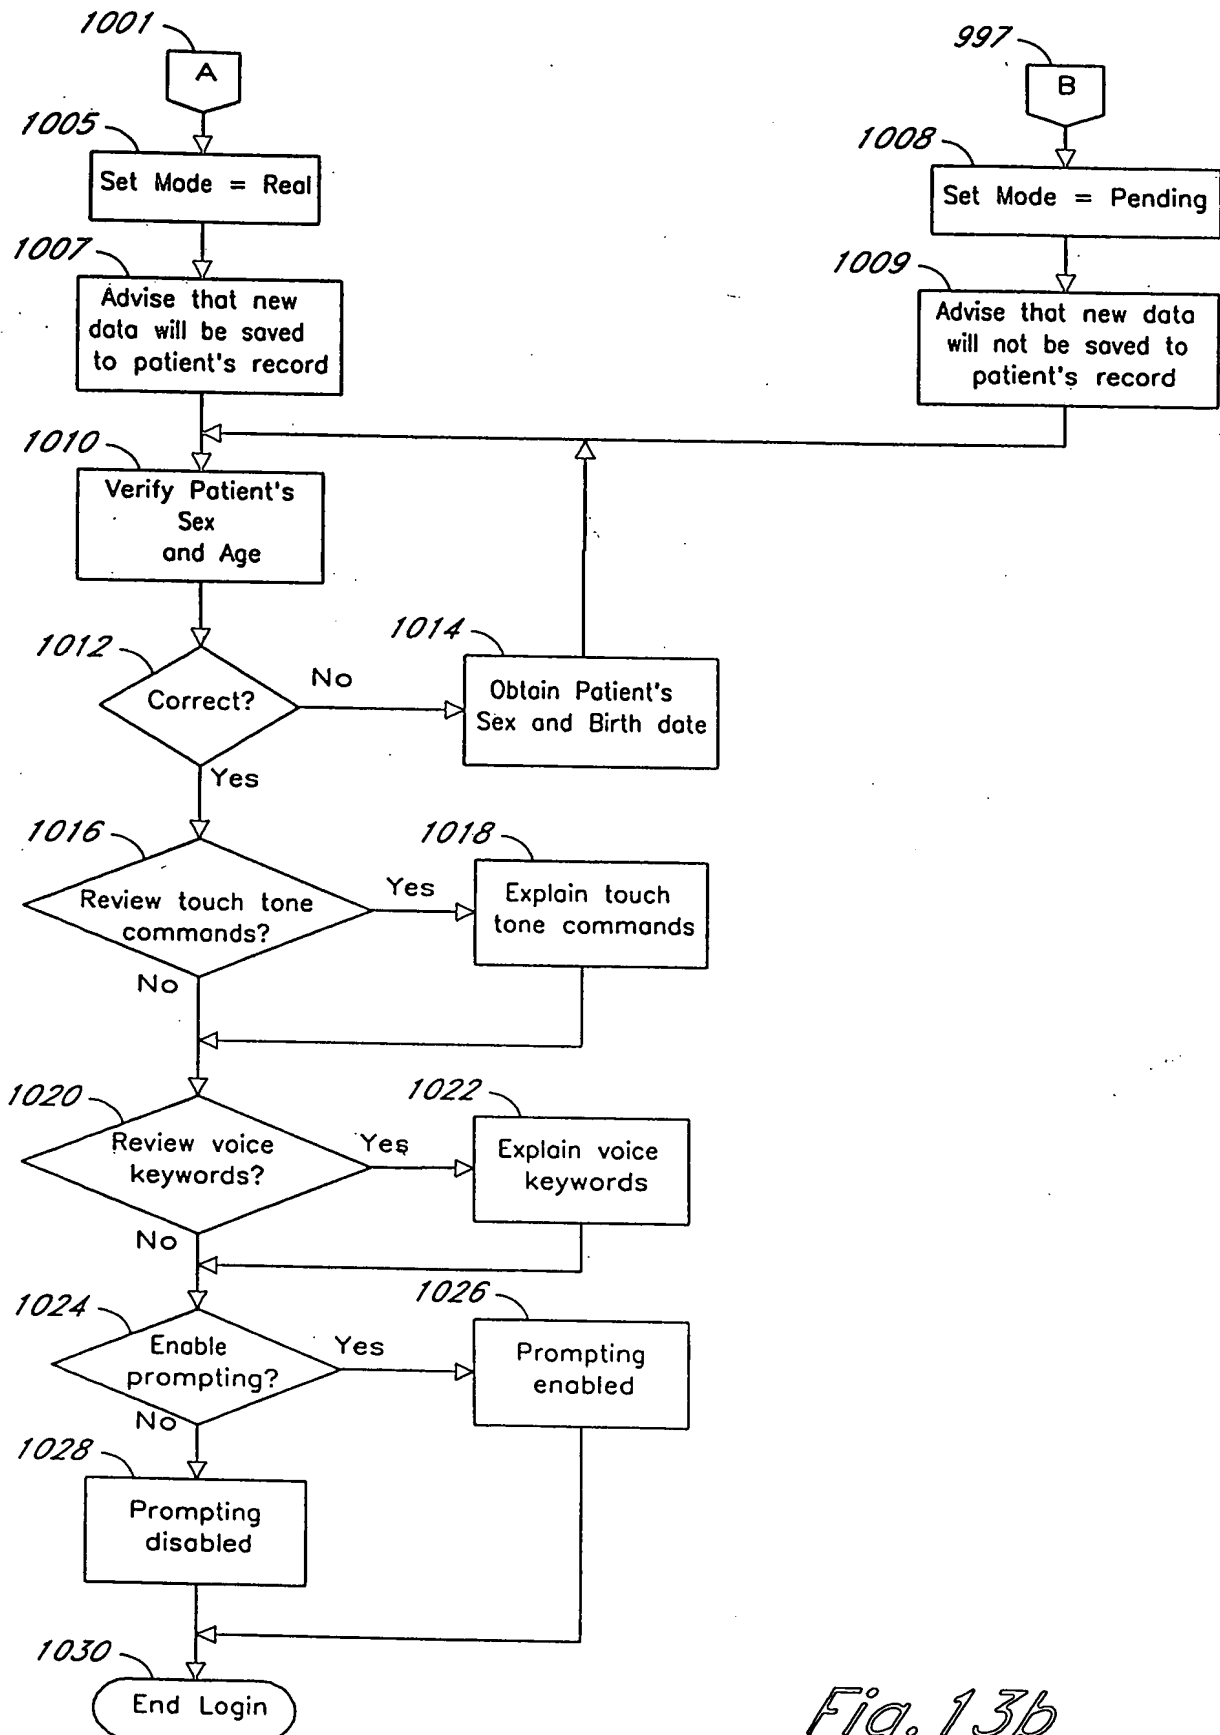 1001
A
997
B
1005
Set Mode = Real
1008
Set Mode = Pending
1007
Advise that new
data will be saved
to patient's record
1009
Advise that new data
will not be saved to
patient's record
1010
Verify Patient's
Sex
and Age
1012
Correct?
No
Yes
1014
Obtain Patient's
Sex and Birth date
1016
Review touch tone
commands?
Yes
No
1018
Explain touch
tone commands
1020
Review voice
keywords?
Yes
No
1022
Explain voice
keywords
1024
Enable
prompting?
Yes
No
1026
Prompting
enabled
1028
Prompting
disabled
1030
End Login
Fig. 13b